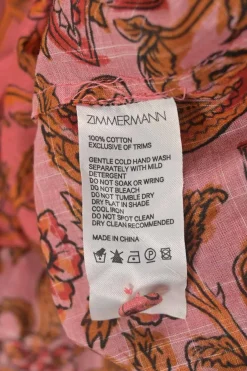 ZIMMERMANN
100% COTTON
EXCLUSIVE OF TRIMS
GENTLE COLD HAND WASH
SEPARATELY WITH MILD
DETERGENT
DO NOT SOAK OR WRING
DO NOT BLEACH
DO NOT TUMBLE DRY
DRY FLAT IN SHADE
COOL IRON
DO NOT SPOT CLEAN
DRY CLEAN RECOMMENDED
MADE IN CHINA